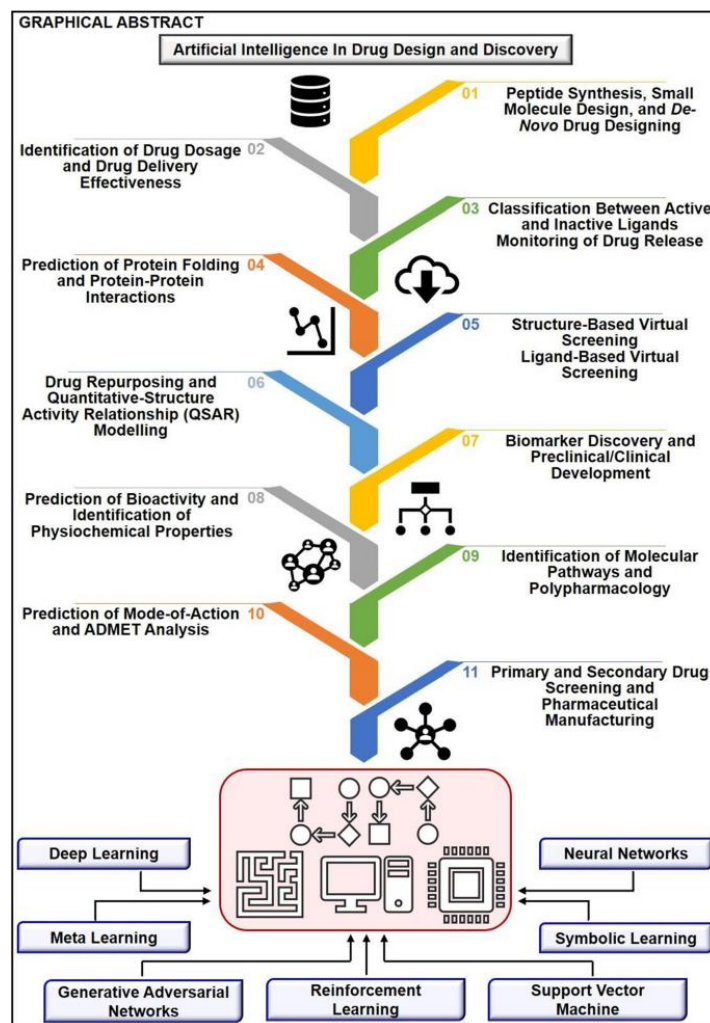 GRAPHICAL ABSTRACT
Artificial Intelligence In Drug Design and Discovery
01 Peptide Synthesis, Small
Molecule Design, and De-
Novo Drug Designing
Identification of Drug Dosage 02
and Drug Delivery
Effectiveness
03 Classification Between Active
and Inactive Ligands
Monitoring of Drug Release
Prediction of Protein Folding 04
and Protein-Protein
Interactions
05 Structure-Based Virtual
Screening
Ligand-Based Virtual
Screening
Drug Repurposing and 06
Quantitative-Structure
Activity Relationship (QSAR)
Modelling
07 Biomarker Discovery and
Preclinical/Clinical
Development
Prediction of Bioactivity and 08
Identification of
Physiochemical Properties
09 Identification of Molecular
Pathways and
Polypharmacology
Prediction of Mode-of-Action 10
and ADMET Analysis
11 Primary and Secondary Drug
Screening and
Pharmaceutical
Manufacturing
Deep Learning
Neural Networks
Meta Learning
Symbolic Learning
Generative Adversarial
Networks
Reinforcement
Learning
Support Vector
Machine